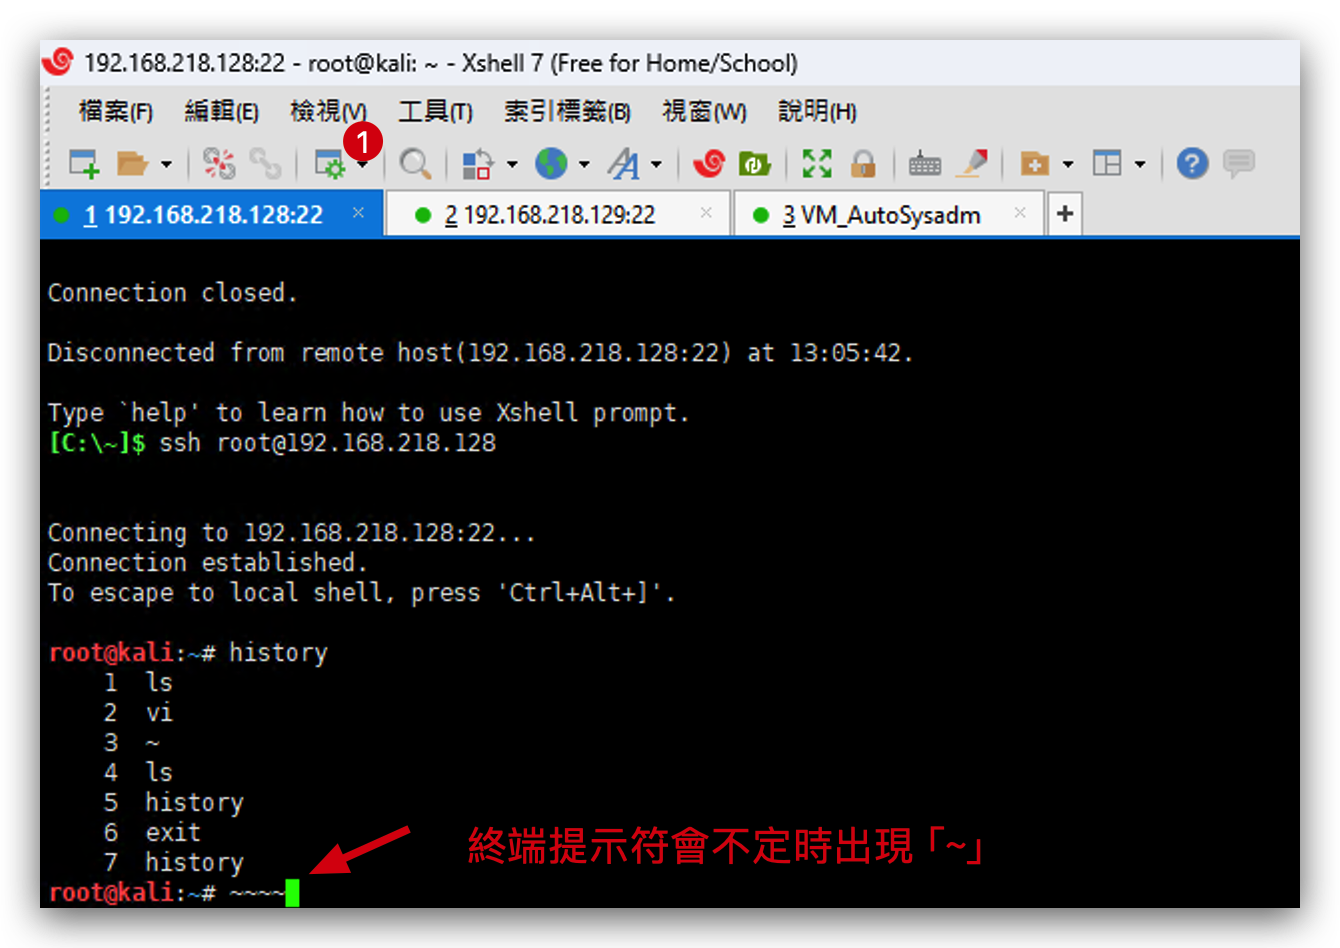 192.168.218.128:22 - root@kali: ~ - Xshell 7 (Free for Home/School)
檔案(F) 編輯(E) 檢視(V) 工具(T) 索引標籤(B) 視窗(W) 說明(H)
1
1 192.168.218.128:22 × 2 192.168.218.129:22 × 3 VM_AutoSysadm × +
Connection closed.
Disconnected from remote host(192.168.218.128:22) at 13:05:42.
Type `help' to learn how to use Xshell prompt.
[C:\~]$ ssh root@192.168.218.128
Connecting to 192.168.218.128:22...
Connection established.
To escape to local shell, press 'Ctrl+Alt+]'.
root@kali:~# history
1 ls
2 vi
3 ~
4 ls
5 history
6 exit
7 history
終端提示符會不定時出現「~」
root@kali:~# ~~~~